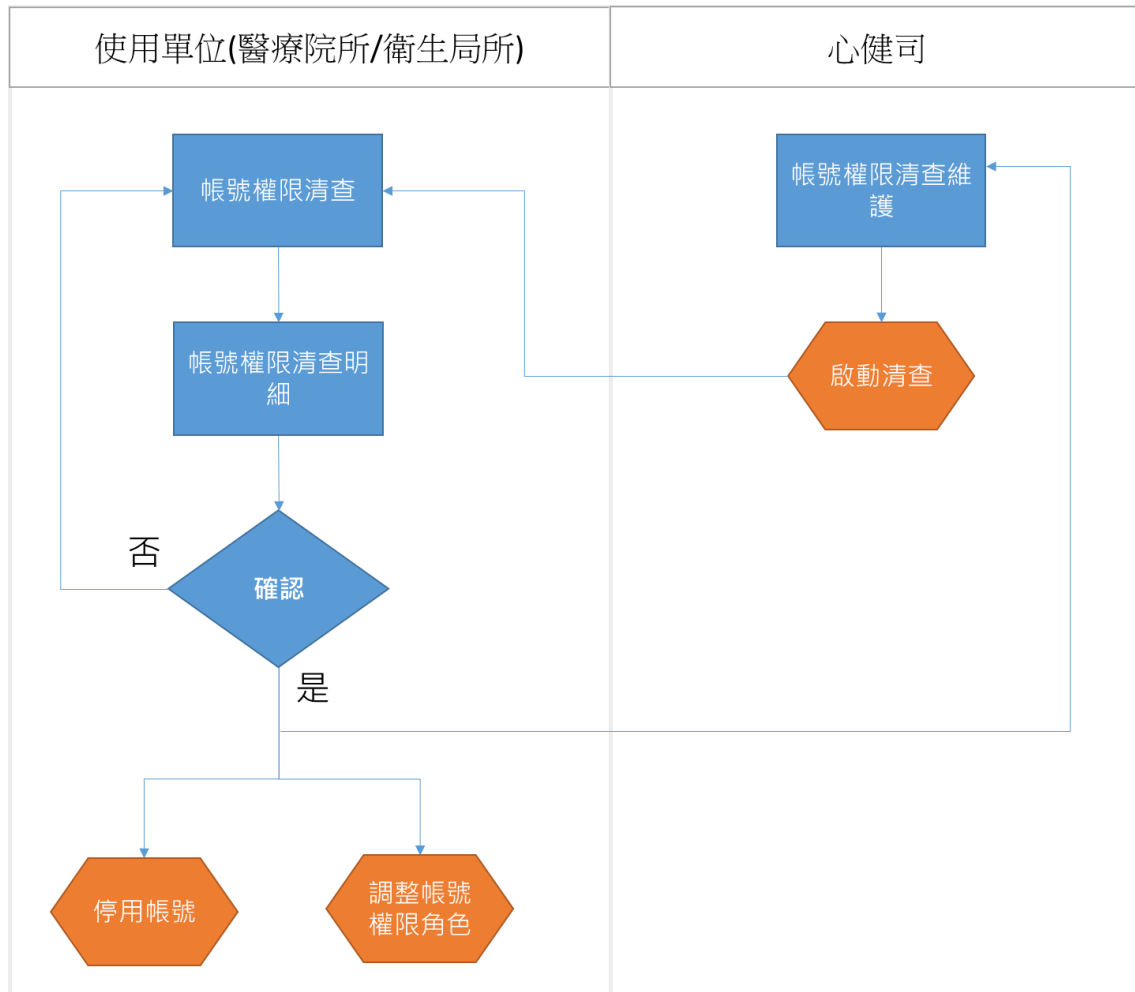 使用單位(醫療院所/衛生局所)
心健司
帳號權限清查
帳號權限清查維
護
帳號權限清查明
細
啟動清查
否
確認
是
停用帳號
調整帳號
權限角色